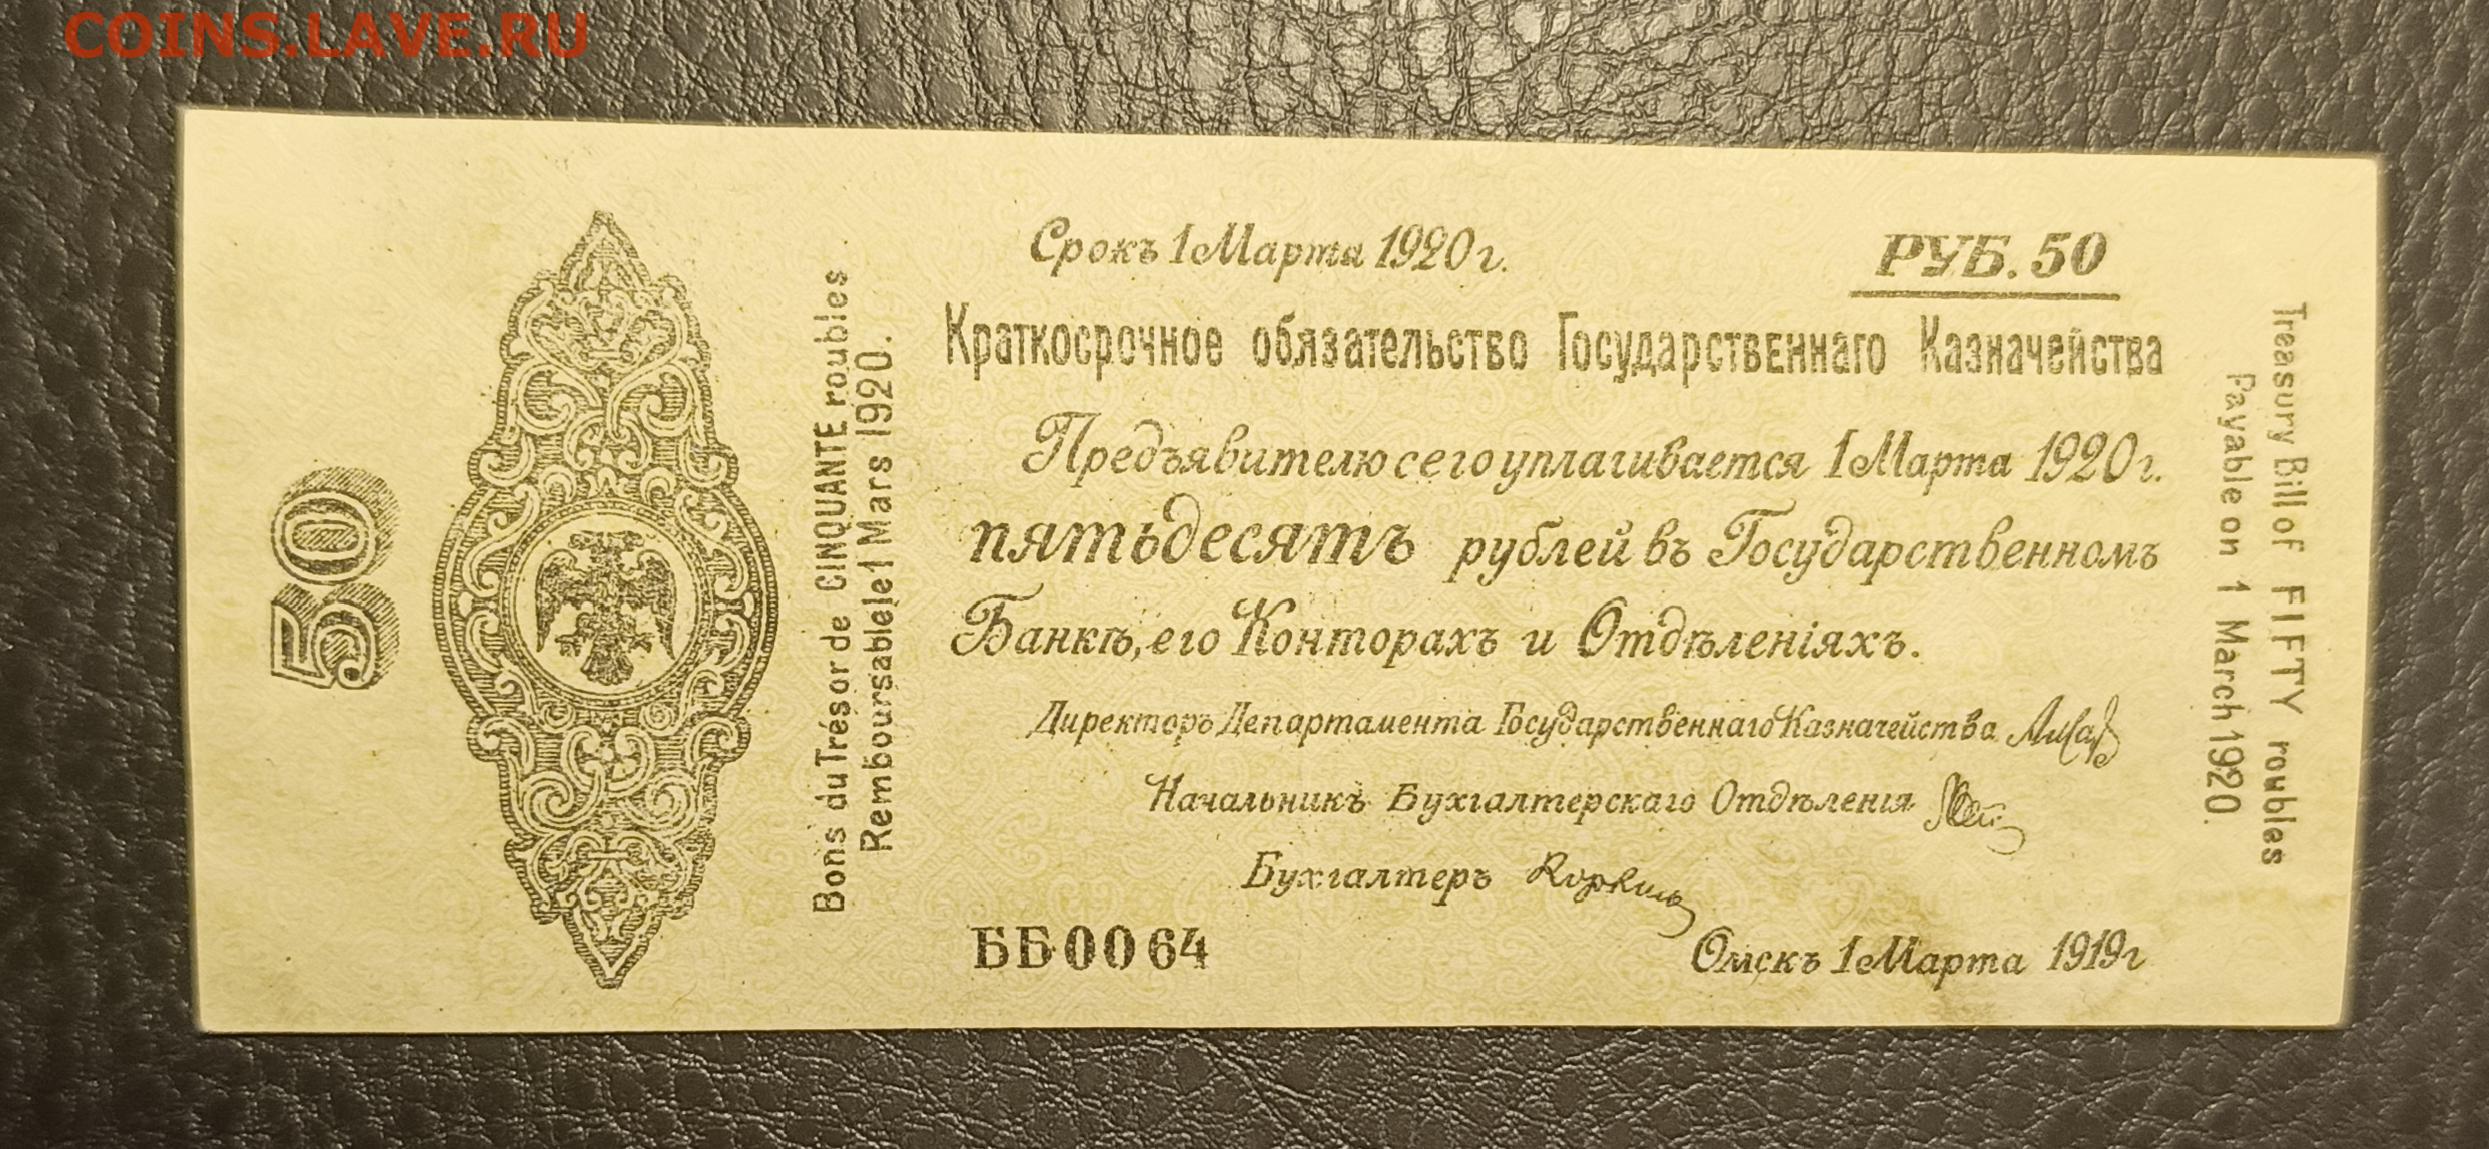 COINS.LAVE.RU
50
Bons du Trésor de CINQUANTE roubles
Remboursable le 1 Mars 1920.
Срокъ 1 Марта 1920 г.
РУБ. 50
Краткосрочное обязательство Государственнаго Казначейства
Предъявителю сего уплачивается 1 Марта 1920 г.
пятьдесятъ рублей въ Государственномъ
Банкѣ, его Конторахъ и Отдѣленіяхъ.
Директоръ Департамента Государственнаго Казначейства
Начальникъ Бухгалтерскаго Отдѣленія
Бухгалтеръ
ББ0064
Омскъ 1 Марта 1919 г
Treasury Bill of FIFTY roubles
Payable on 1 March 1920.